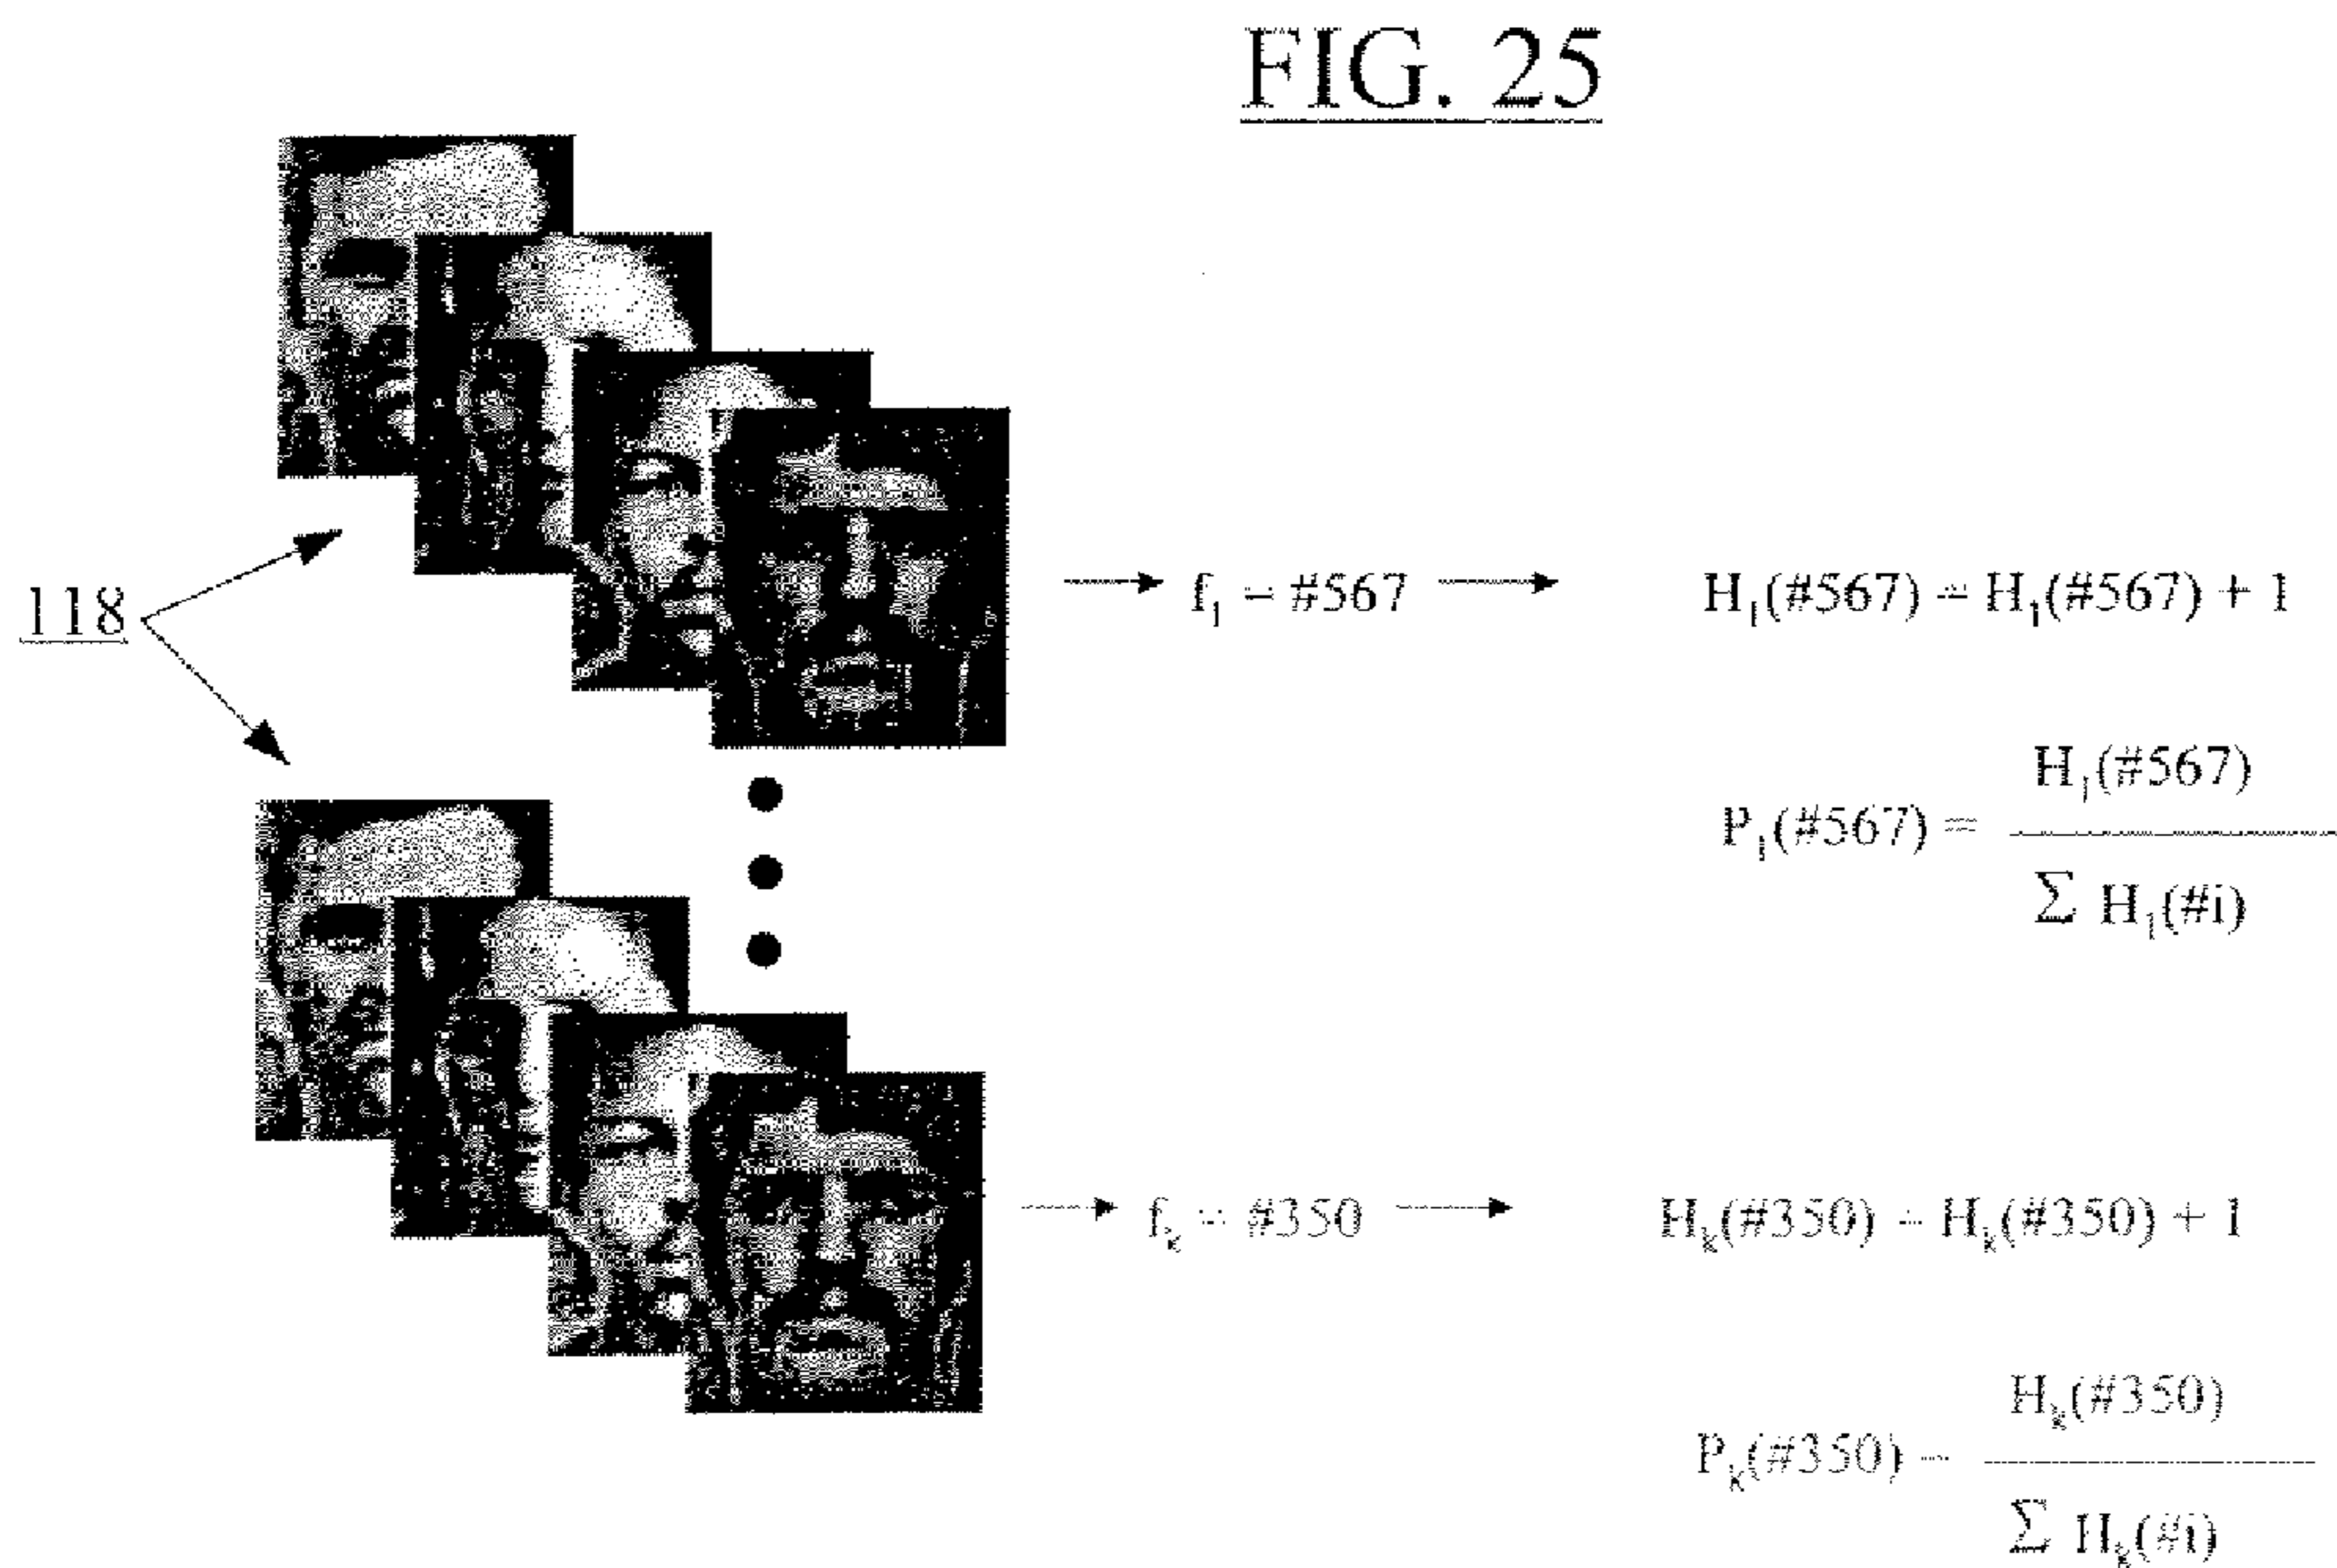 FIG. 25
118
f₁ = #567
H₁(#567) = H₁(#567) + 1
P₁(#567) = H₁(#567)
Σ H₁(#i)
fₖ = #350
Hₖ(#350) = Hₖ(#350) + 1
Pₖ(#350) = Hₖ(#350)
Σ Hₖ(#i)